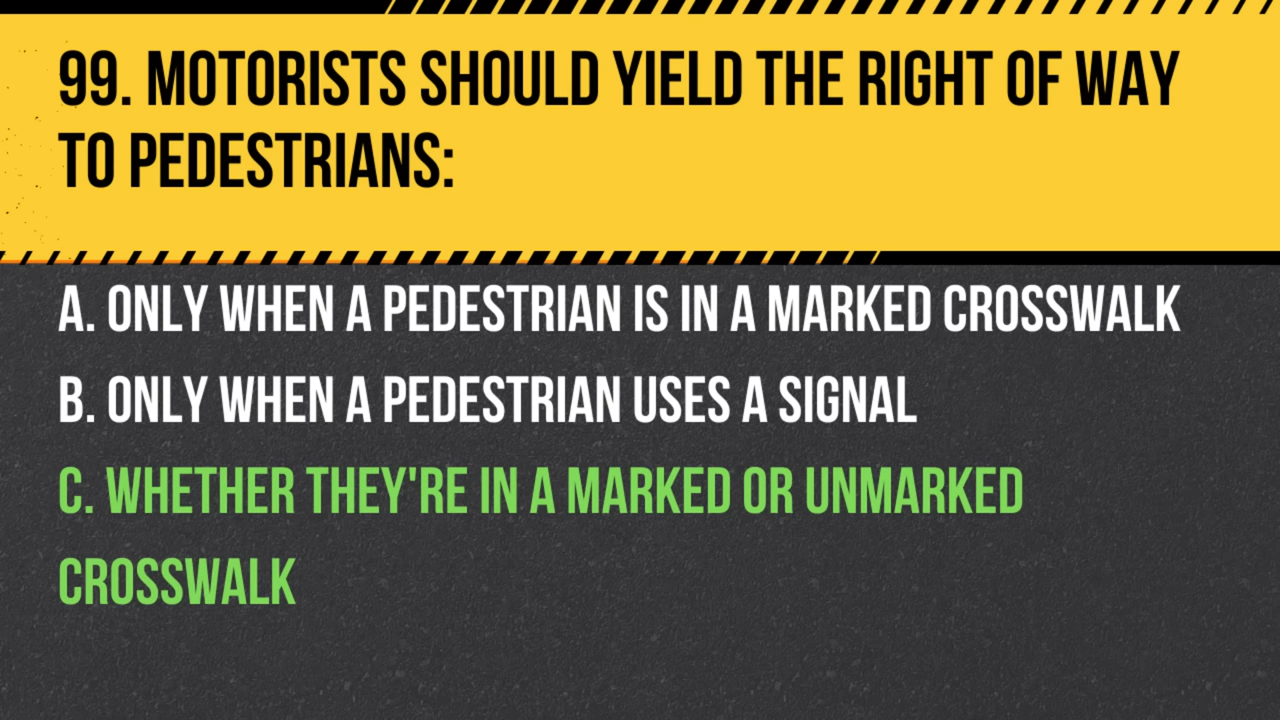 99. MOTORISTS SHOULD YIELD THE RIGHT OF WAY
TO PEDESTRIANS:
A. ONLY WHEN A PEDESTRIAN IS IN A MARKED CROSSWALK
B. ONLY WHEN A PEDESTRIAN USES A SIGNAL
C. WHETHER THEY'RE IN A MARKED OR UNMARKED
CROSSWALK